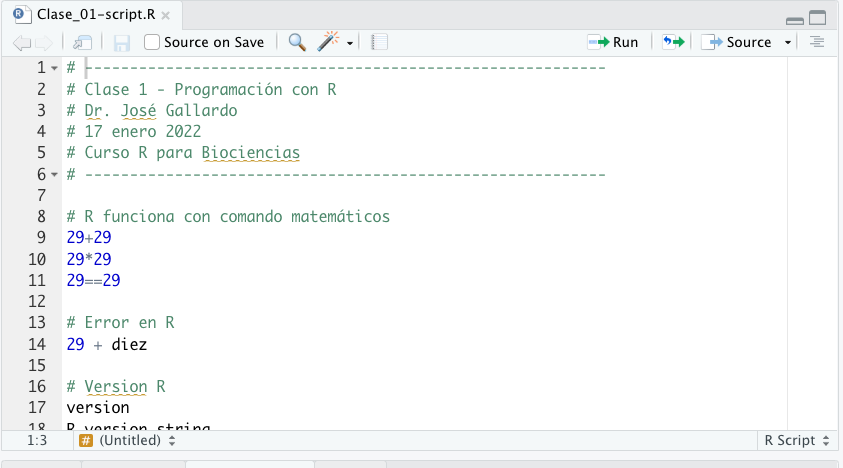 Clase_01-script.R
Source on Save
Run
Source
1 # ----------------------------------------------------------
2 # Clase 1 - Programación con R
3 # Dr. José Gallardo
4 # 17 enero 2022
5 # Curso R para Biociencias
6 # ----------------------------------------------------------
7
8 # R funciona con comando matemáticos
9 29+29
10 29*29
11 29==29
12
13 # Error en R
14 29 + diez
15
16 # Version R
17 version
18 R.version.string
1:3 # (Untitled) R Script